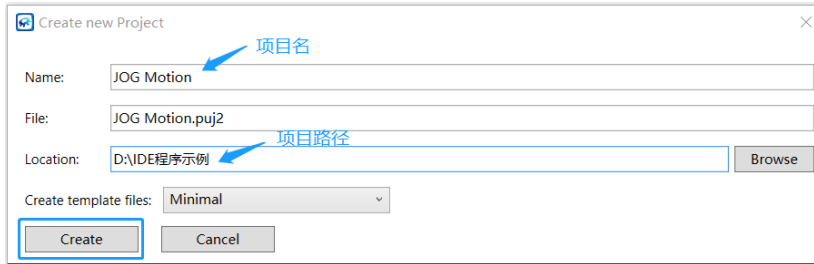 Create new Project
项目名
Name: JOG Motion
File: JOG Motion.puj2
项目路径
Location: D:\IDE程序示例 Browse
Create template files: Minimal
Create Cancel